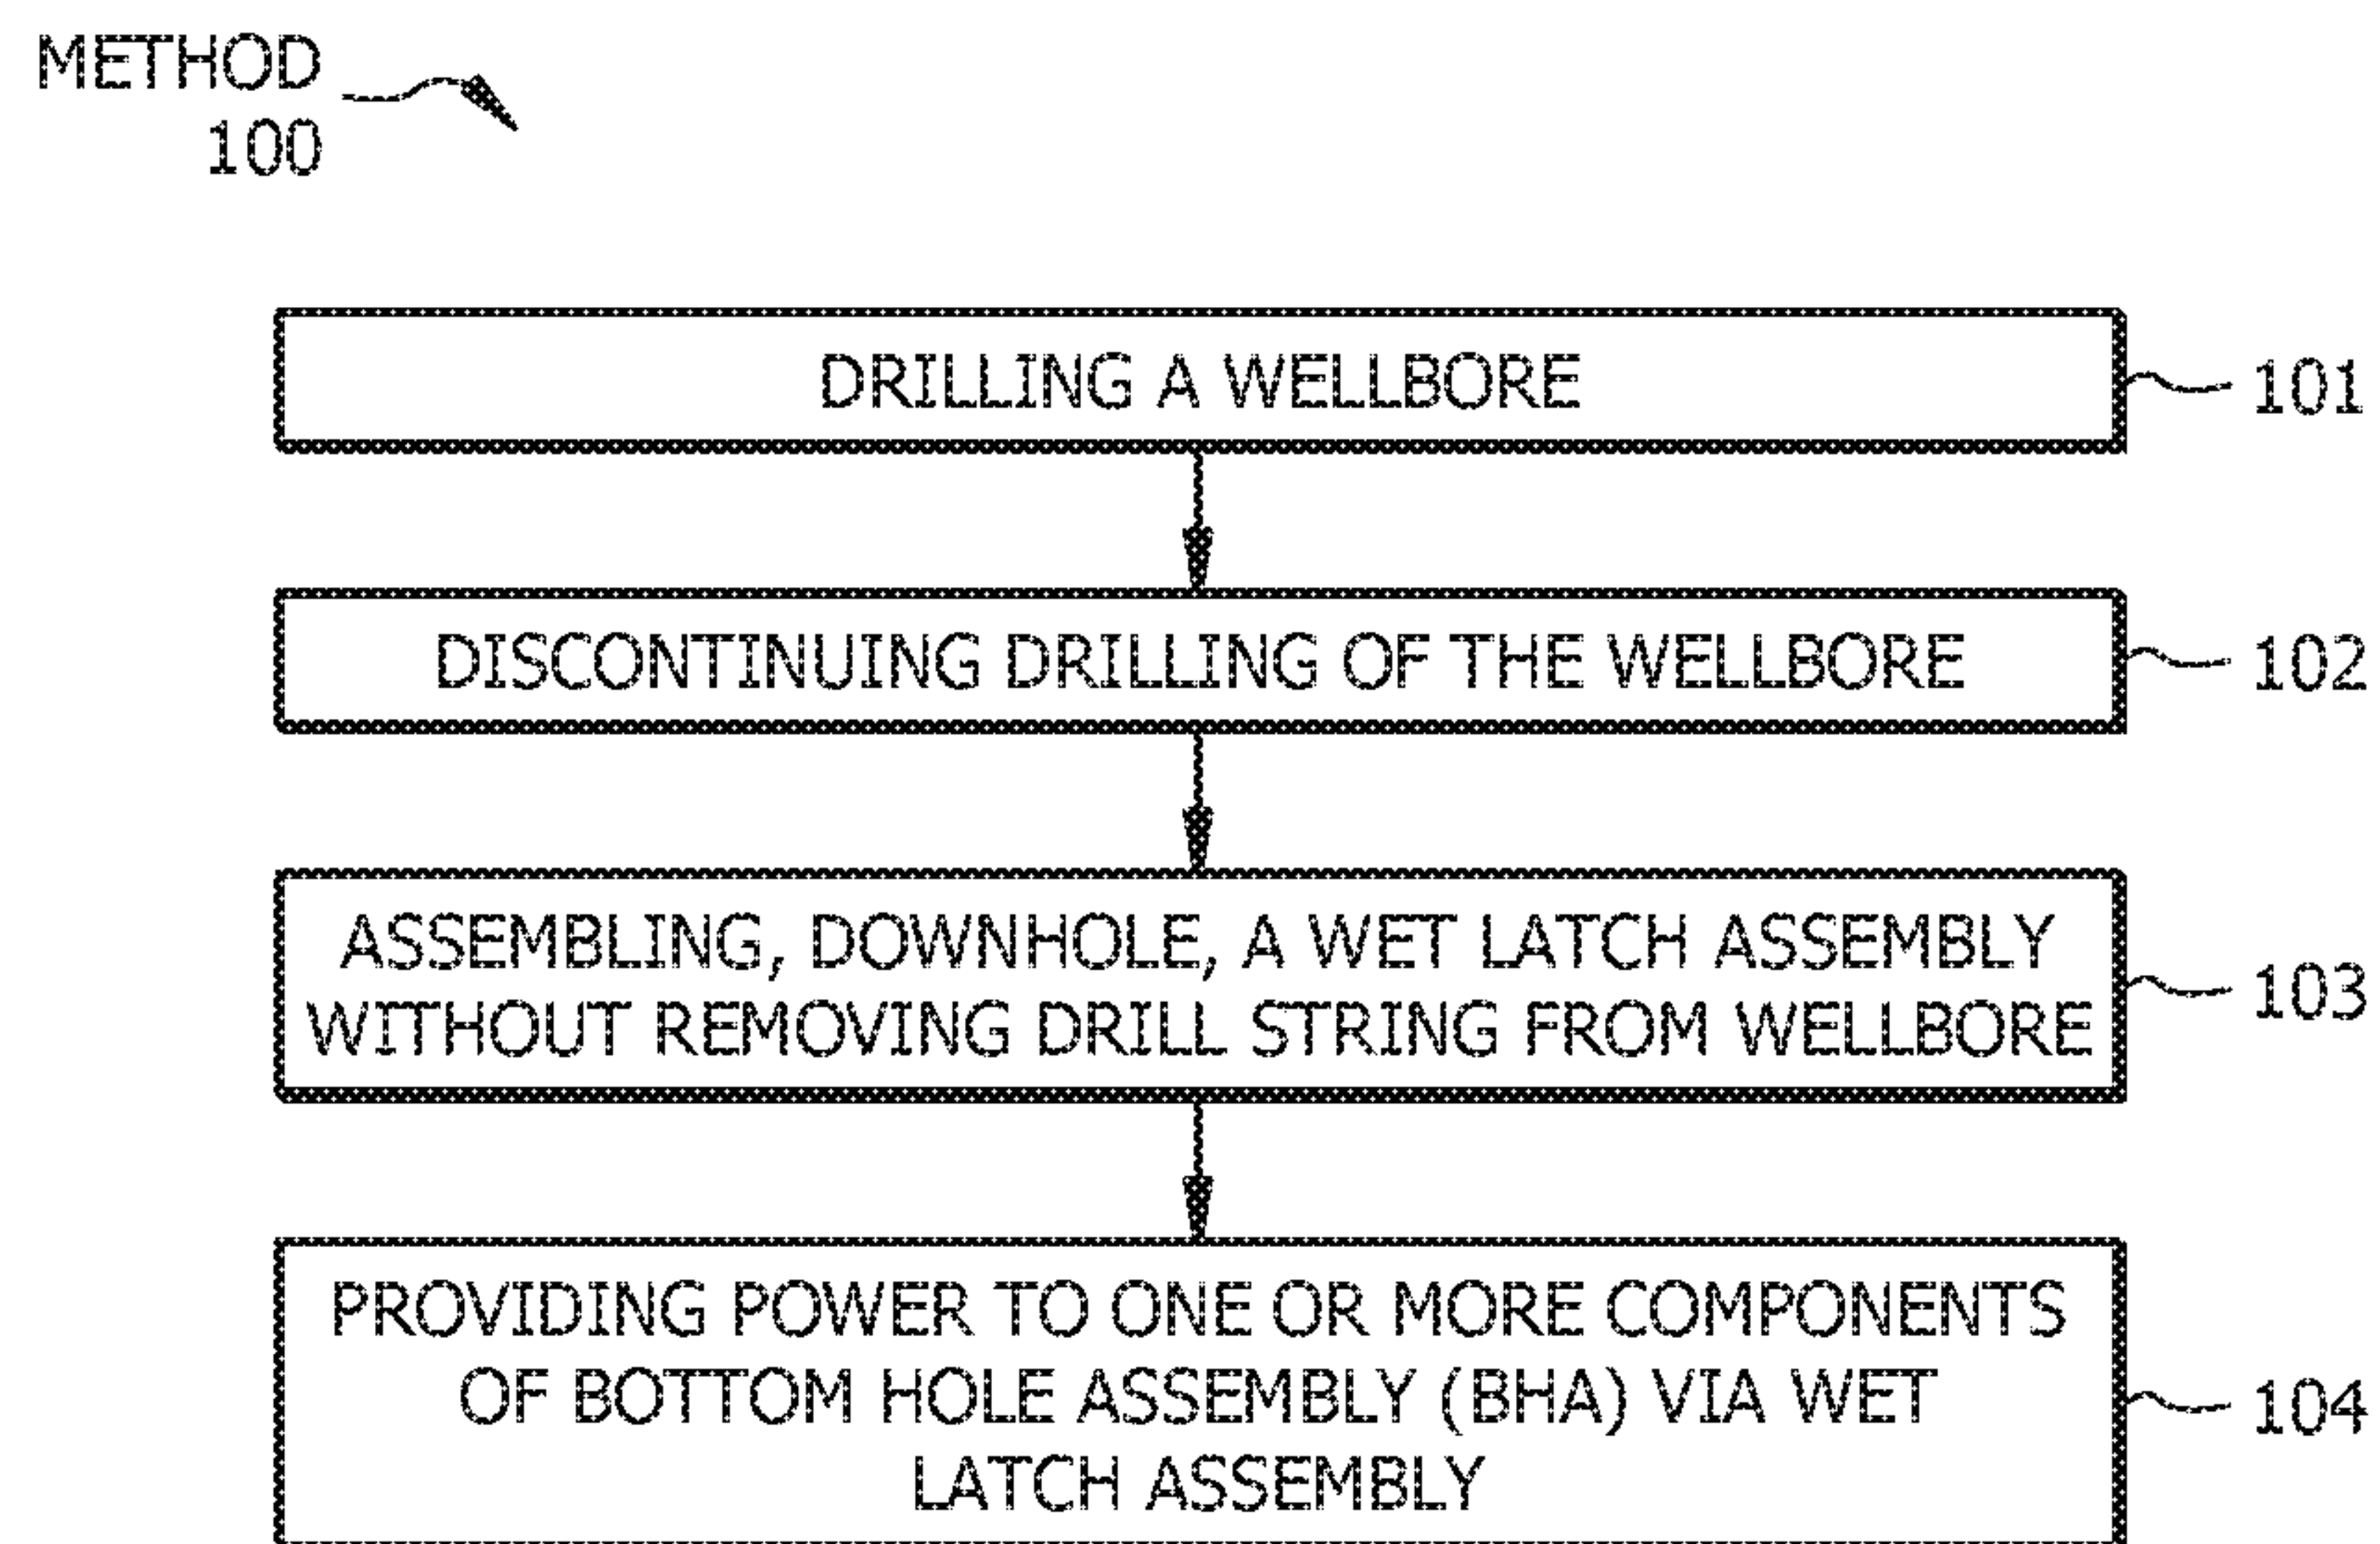 METHOD
100
DRILLING A WELLBORE
101
DISCONTINUING DRILLING OF THE WELLBORE
102
ASSEMBLING, DOWNHOLE, A WET LATCH ASSEMBLY
WITHOUT REMOVING DRILL STRING FROM WELLBORE
103
PROVIDING POWER TO ONE OR MORE COMPONENTS
OF BOTTOM HOLE ASSEMBLY (BHA) VIA WET
LATCH ASSEMBLY
104